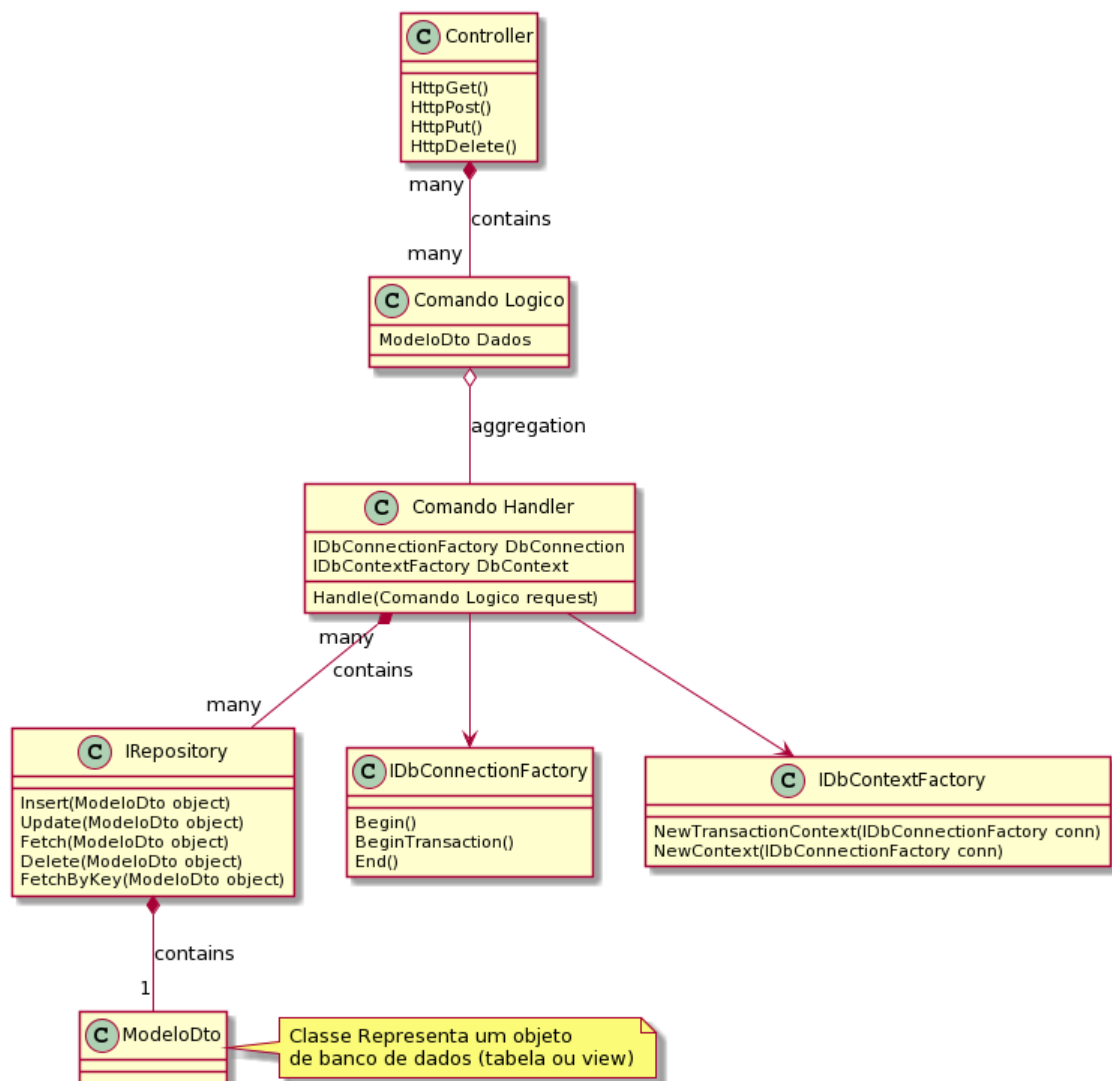 C Controller
HttpGet()
HttpPost()
HttpPut()
HttpDelete()
many
contains
many
C Comando Logico
ModeloDto Dados
aggregation
C Comando Handler
IDbConnectionFactory DbConnection
IDbContextFactory DbContext
Handle(Comando Logico request)
many
contains
many
C IRepository
Insert(ModeloDto object)
Update(ModeloDto object)
Fetch(ModeloDto object)
Delete(ModeloDto object)
FetchByKey(ModeloDto object)
C IDbConnectionFactory
Begin()
BeginTransaction()
End()
C IDbContextFactory
NewTransactionContext(IDbConnectionFactory conn)
NewContext(IDbConnectionFactory conn)
contains
1
C ModeloDto
Classe Representa um objeto
de banco de dados (tabela ou view)